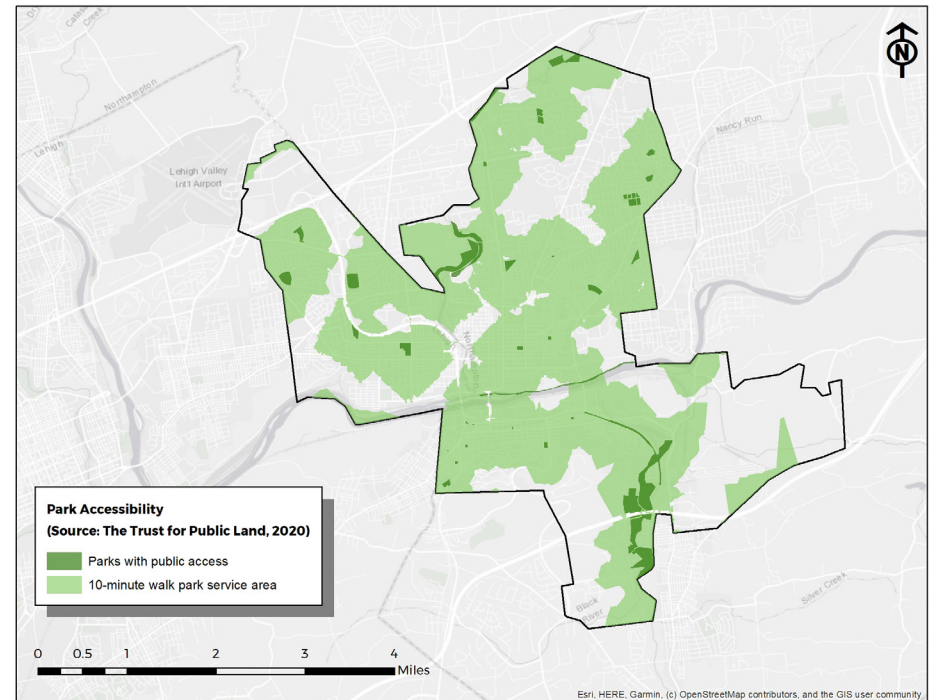 N
Catasa
Creek
Northampton
Lehigh
Lehigh Valley
Int'l Airport
Nancy Run
Park Accessibility
(Source: The Trust for Public Land, 2020)
Parks with public access
10-minute walk park service area
Black
River
Silver Creek
0 0.5 1 2 3 4
Miles
Esri, HERE, Garmin, (c) OpenStreetMap contributors, and the GIS user community